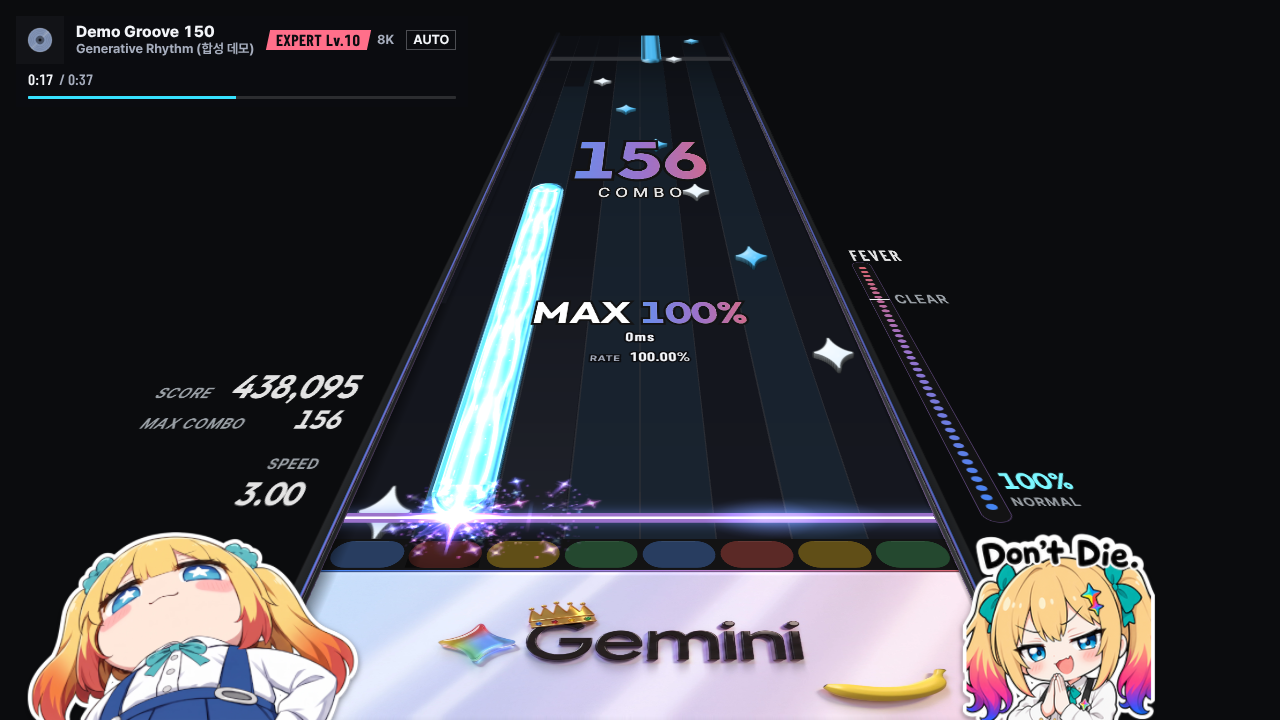 Demo Groove 150
Generative Rhythm (합성 데모)
EXPERT Lv.10
8K
AUTO
0:17 / 0:37
156
COMBO
FEVER
CLEAR
MAX 100%
0ms
RATE 100.00%
SCORE 438,095
MAX COMBO 156
SPEED
3.00
100%
NORMAL
Don't Die.
Gemini